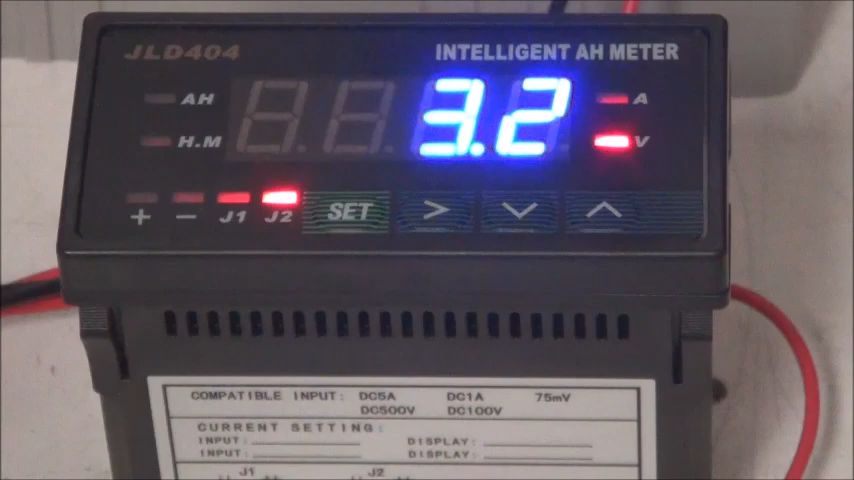 JLD404 INTELLIGENT AH METER
AH 3.2 A
H.M V
+ - J1 J2 SET > ∨ ∧
COMPATIBLE INPUT: DC5A DC1A 75mV
DC500V DC100V
CURRENT SETTING:
INPUT: DISPLAY:
INPUT: DISPLAY:
J1 J2